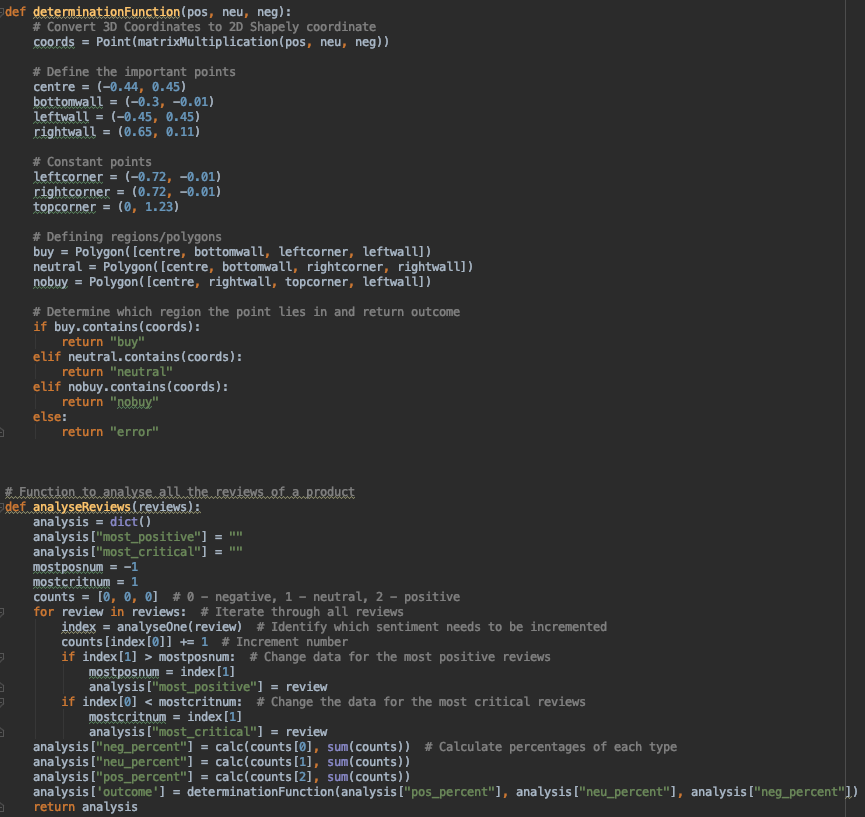 def determinationFunction(pos, neu, neg):
    # Convert 3D Coordinates to 2D Shapely coordinate
    coords = Point(matrixMultiplication(pos, neu, neg))

    # Define the important points
    centre = (-0.44, 0.45)
    bottomwall = (-0.3, -0.01)
    leftwall = (-0.45, 0.45)
    rightwall = (0.65, 0.11)

    # Constant points
    leftcorner = (-0.72, -0.01)
    rightcorner = (0.72, -0.01)
    topcorner = (0, 1.23)

    # Defining regions/polygons
    buy = Polygon([centre, bottomwall, leftcorner, leftwall])
    neutral = Polygon([centre, bottomwall, rightcorner, rightwall])
    nobuy = Polygon([centre, rightwall, topcorner, leftwall])

    # Determine which region the point lies in and return outcome
    if buy.contains(coords):
        return "buy"
    elif neutral.contains(coords):
        return "neutral"
    elif nobuy.contains(coords):
        return "nobuy"
    else:
        return "error"

# Function to analyse all the reviews of a product
def analyseReviews(reviews):
    analysis = dict()
    analysis["most_positive"] = ""
    analysis["most_critical"] = ""
    mostposnum = -1
    mostcritnum = 1
    counts = [0, 0, 0]  # 0 - negative, 1 - neutral, 2 - positive
    for review in reviews:  # Iterate through all reviews
        index = analyseOne(review)  # Identify which sentiment needs to be incremented
        counts[index[0]] += 1  # Increment number
        if index[1] > mostposnum:  # Change data for the most positive reviews
            mostposnum = index[1]
            analysis["most_positive"] = review
        if index[0] < mostcritnum:  # Change the data for the most critical reviews
            mostcritnum = index[1]
            analysis["most_critical"] = review
    analysis["neg_percent"] = calc(counts[0], sum(counts))  # Calculate percentages of each type
    analysis["neu_percent"] = calc(counts[1], sum(counts))
    analysis["pos_percent"] = calc(counts[2], sum(counts))
    analysis['outcome'] = determinationFunction(analysis["pos_percent"], analysis["neu_percent"], analysis["neg_percent"])
    return analysis